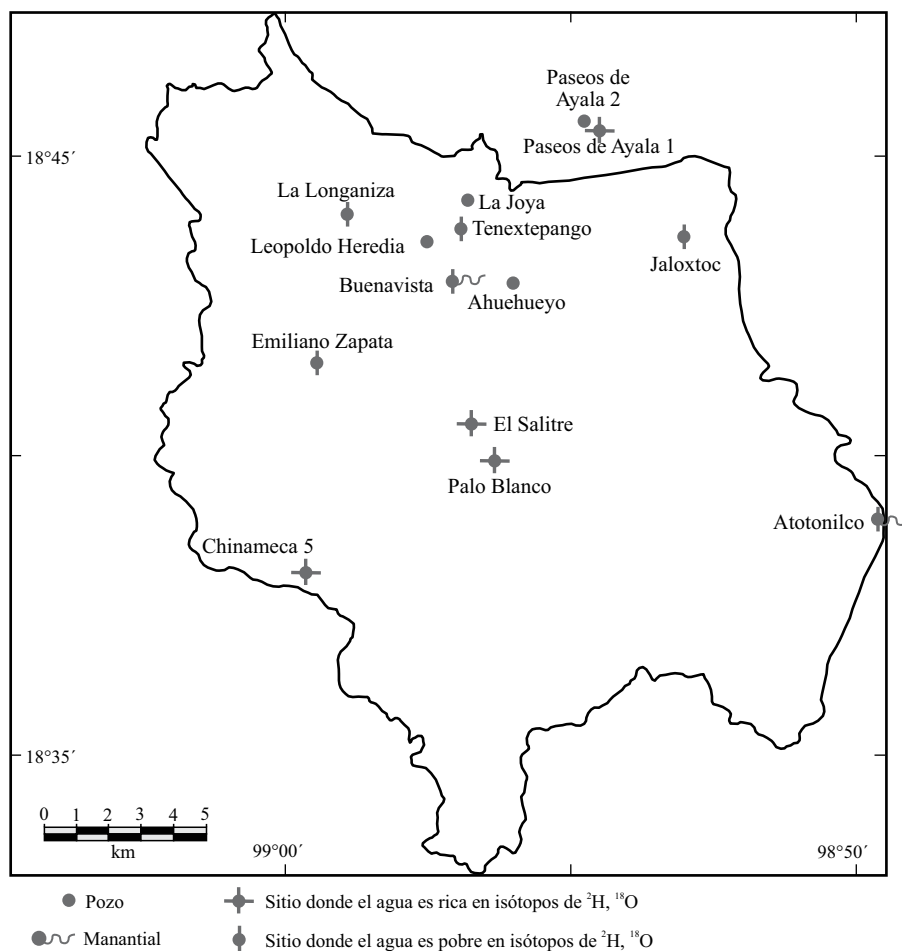 Paseos de
Ayala 2
18°45´
Paseos de Ayala 1
La Longaniza
La Joya
Tenextepango
Leopoldo Heredia
Jaloxtoc
Buenavista
Ahuehueyo
Emiliano Zapata
El Salitre
Palo Blanco
Atotonilco
Chinameca 5
18°35´
0 1 2 3 4 5
km
99°00´
98°50´
Pozo
Sitio donde el agua es rica en isótopos de ²H, ¹⁸O
Manantial
Sitio donde el agua es pobre en isótopos de ²H, ¹⁸O